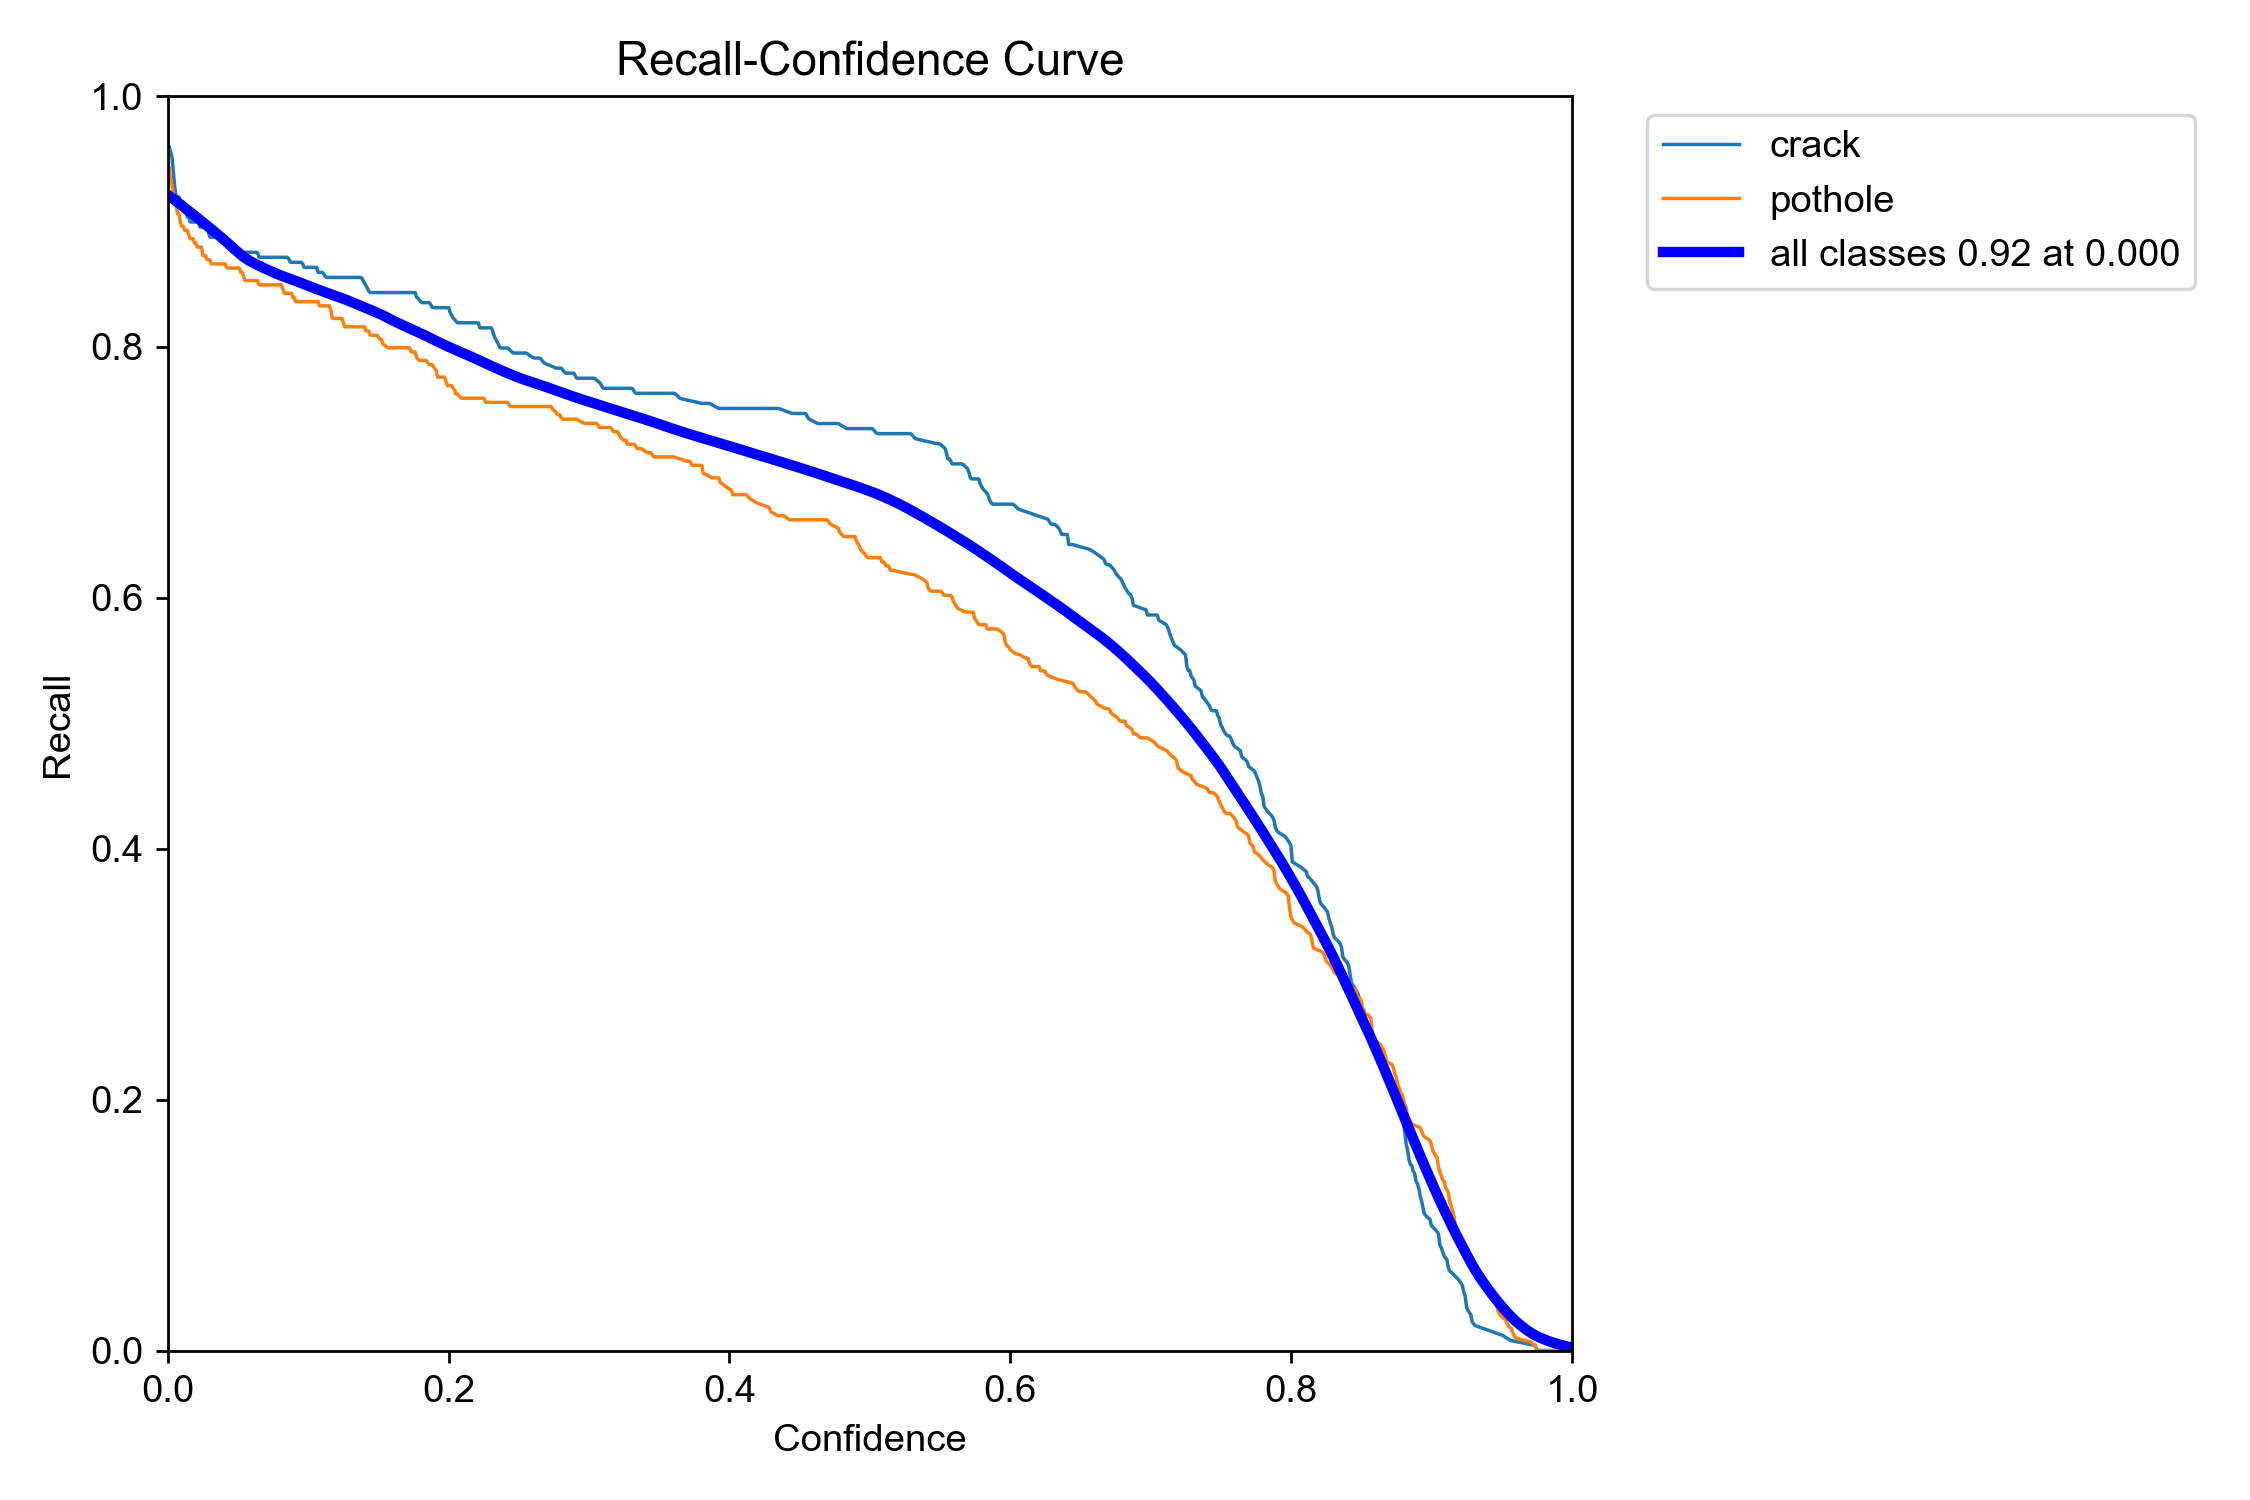 Recall-Confidence Curve
crack
pothole
all classes 0.92 at 0.000
1.0
0.8
0.6
0.4
0.2
0.0
Recall
0.0 0.2 0.4 0.6 0.8 1.0
Confidence